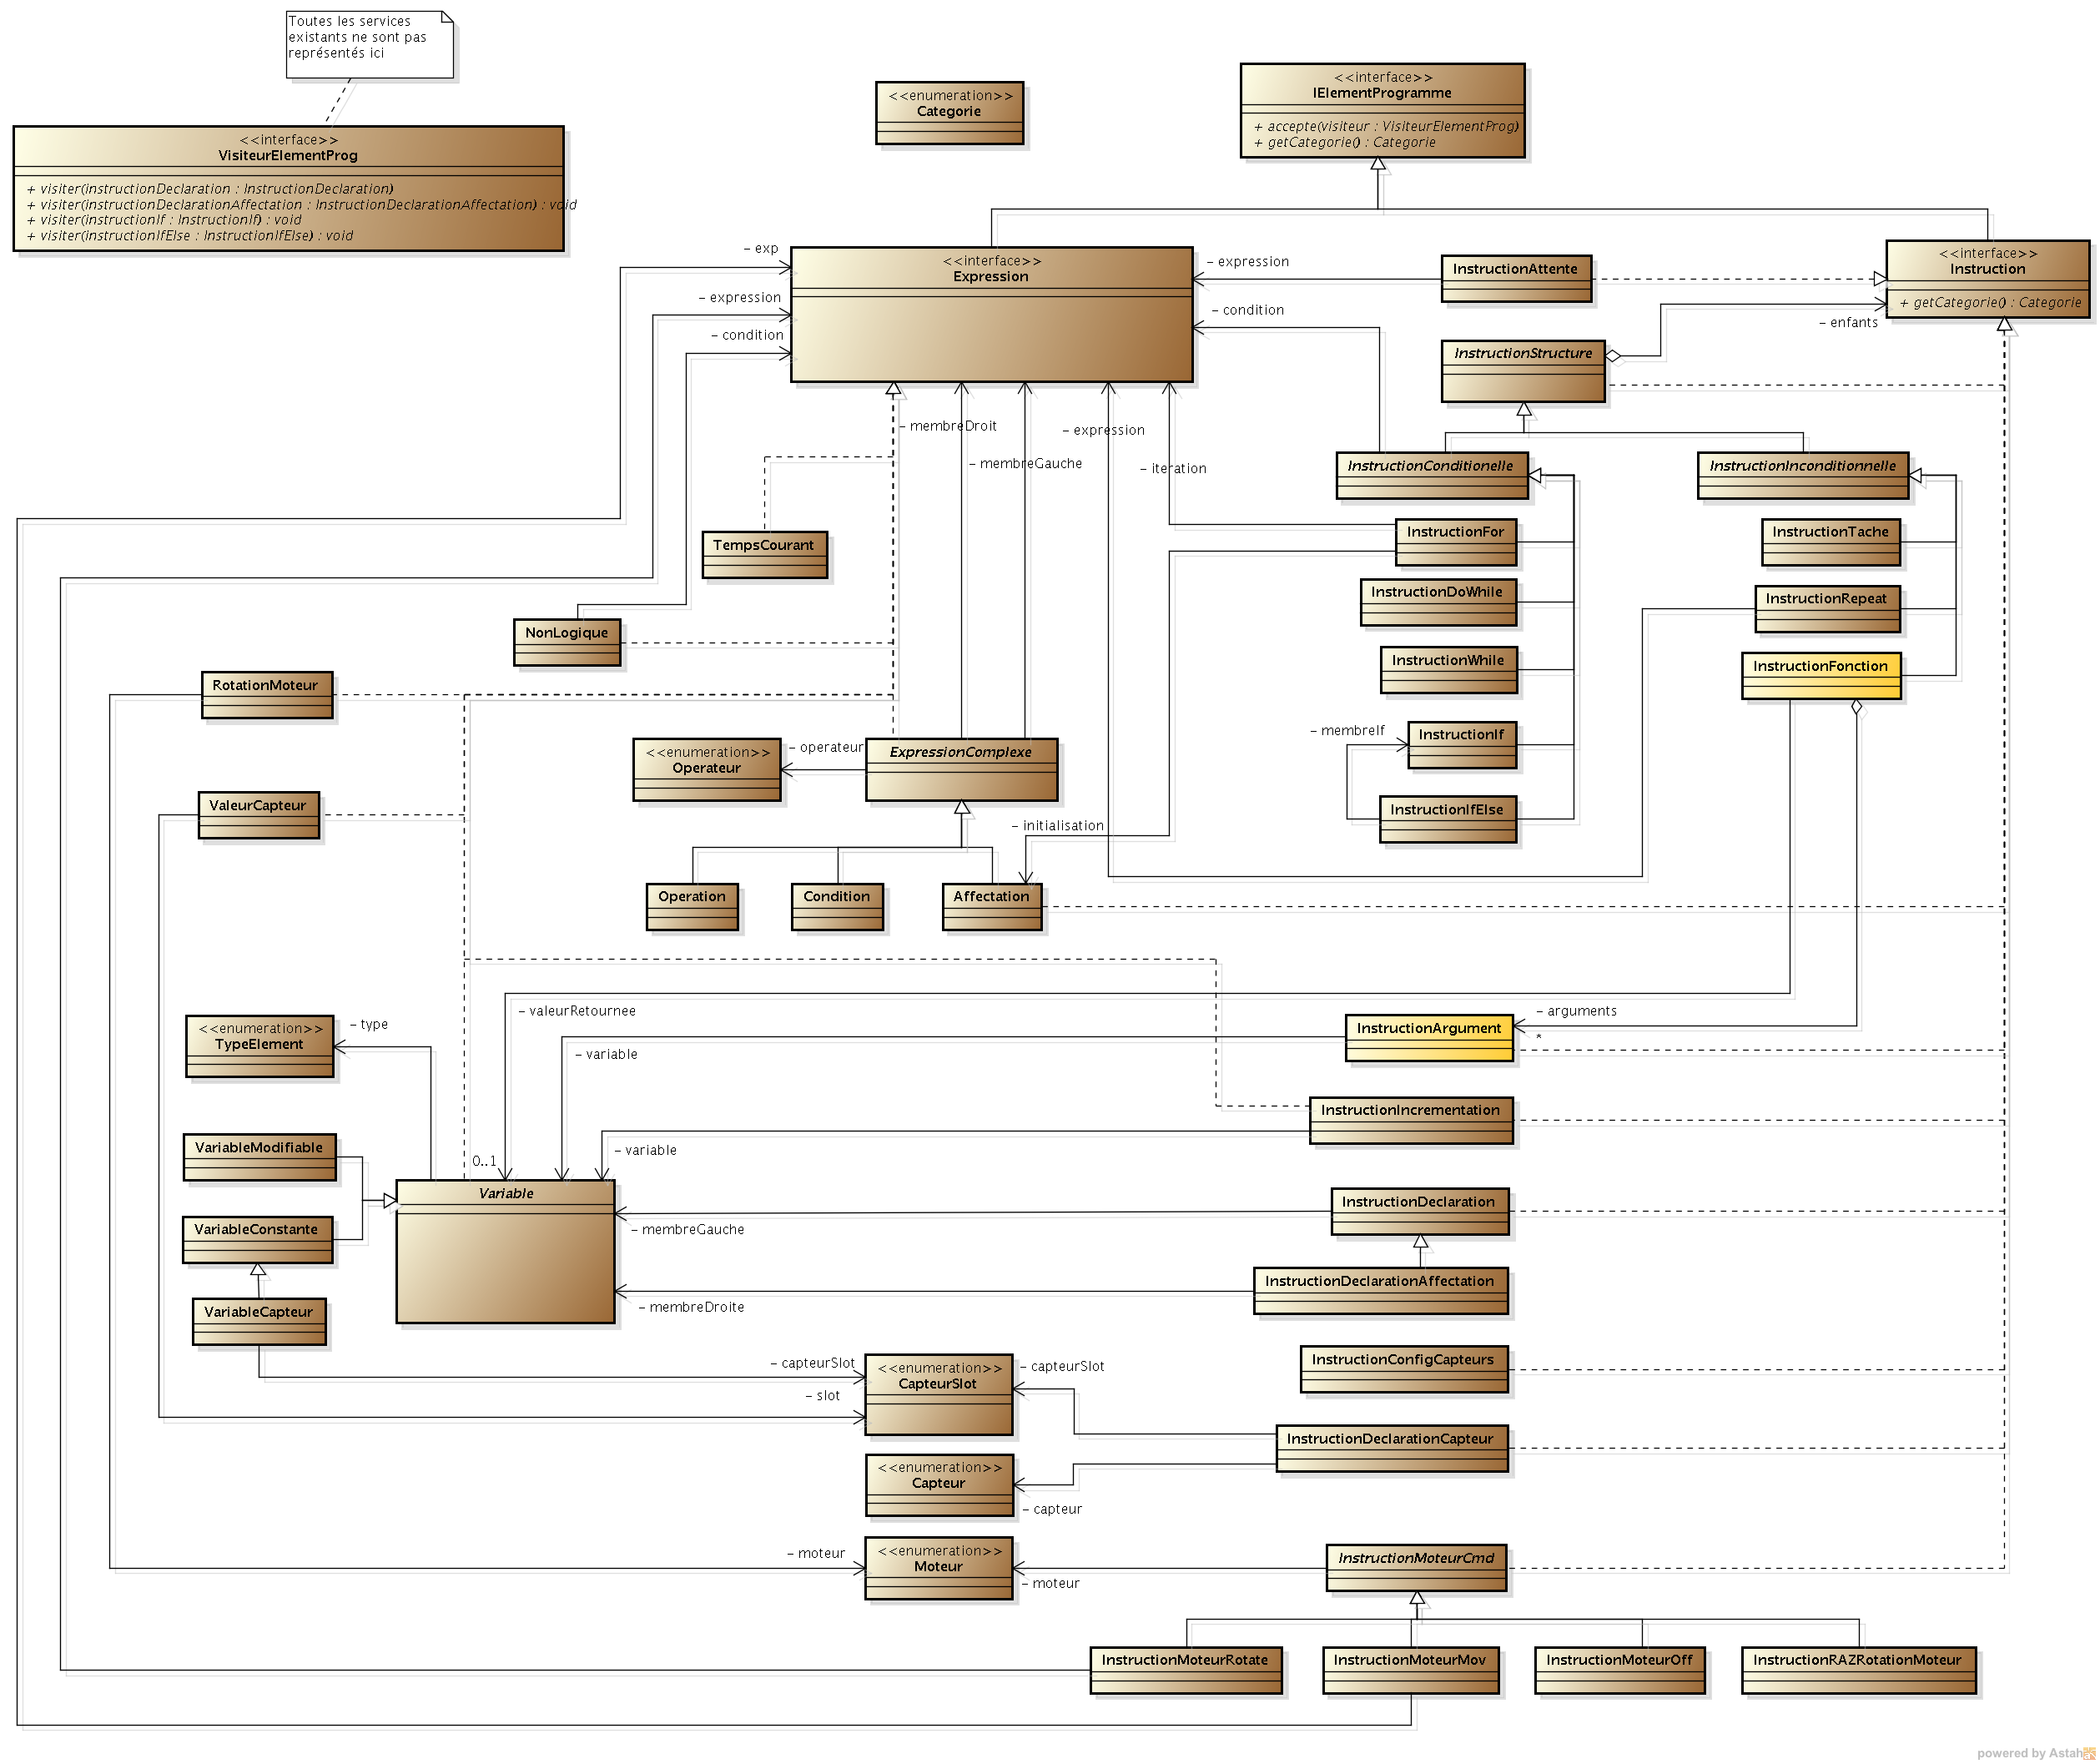 Toutes les services
existants ne sont pas
représentés ici
<<interface>>
VisiteurElementProg
+ visiter(instructionDeclaration : InstructionDeclaration)
+ visiter(instructionDeclarationAffectation : InstructionDeclarationAffectation) : void
+ visiter(instructionIf : InstructionIf) : void
+ visiter(instructionIfElse : InstructionIfElse) : void
<<enumeration>>
Categorie
<<interface>>
IElementProgramme
+ accepte(visiteur : VisiteurElementProg)
+ getCategorie() : Categorie
- exp
- expression
- condition
<<interface>>
Expression
- expression
- condition
InstructionAttente
<<interface>>
Instruction
+ getCategorie() : Categorie
- enfants
InstructionStructure
- membreDroit
- membreGauche
- expression
- iteration
InstructionConditionelle
InstructionInconditionnelle
TempsCourant
InstructionFor
InstructionTache
InstructionDoWhile
InstructionRepeat
NonLogique
InstructionWhile
InstructionFonction
RotationMoteur
- membreIf
InstructionIf
<<enumeration>>
Operateur
- operateur
ExpressionComplexe
ValeurCapteur
InstructionIfElse
- initialisation
Operation
Condition
Affectation
<<enumeration>>
TypeElement
- type
- valeurRetournee
- variable
InstructionArgument
- arguments
*
InstructionIncrementation
VariableModifiable
0..1
- variable
Variable
VariableConstante
- membreGauche
InstructionDeclaration
InstructionDeclarationAffectation
- membreDroite
VariableCapteur
- capteurSlot
- slot
<<enumeration>>
CapteurSlot
- capteurSlot
InstructionConfigCapteurs
InstructionDeclarationCapteur
<<enumeration>>
Capteur
- capteur
- moteur
<<enumeration>>
Moteur
- moteur
InstructionMoteurCmd
InstructionMoteurRotate
InstructionMoteurMov
InstructionMoteurOff
InstructionRAZRotationMoteur
powered by Astah